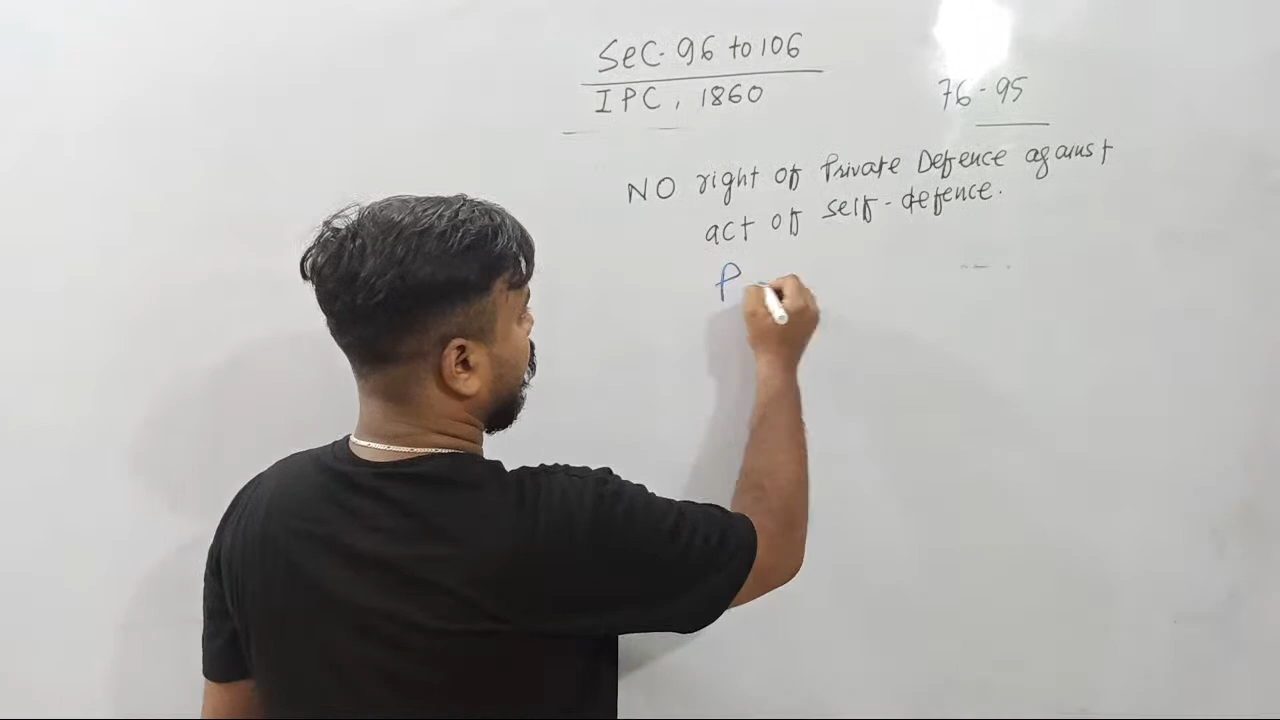 Sec. 96 to 106
IPC, 1860
76 - 95
NO right of Private Defence against
act of self-defence.
P